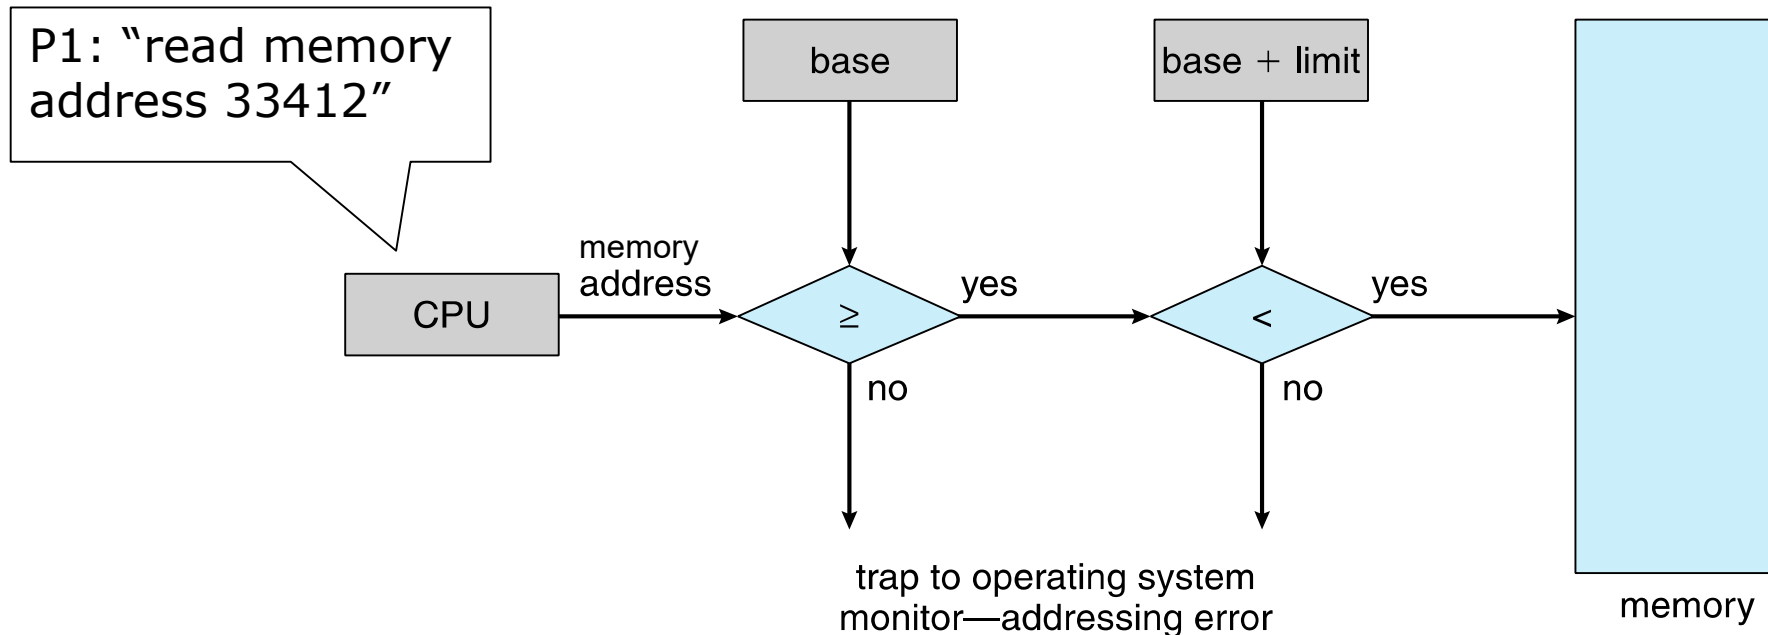 P1: “read memory
address 33412”
base
base + limit
memory
address
CPU
≥
yes
<
yes
no
no
trap to operating system
monitor—addressing error
memory